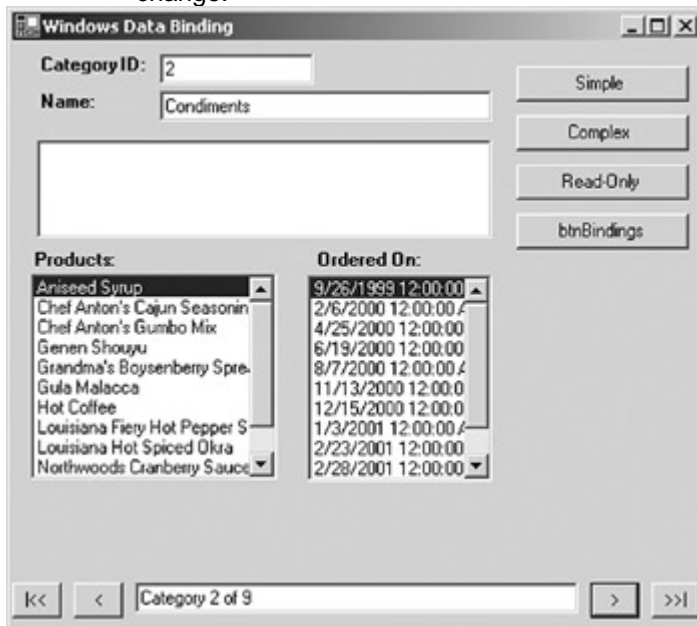 change.
Windows Data Binding
Category ID: 2
Simple
Name: Condiments
Complex
Read-Only
btnBindings
Products:
Aniseed Syrup
Chef Anton's Cajun Seasonin
Chef Anton's Gumbo Mix
Genen Shouyu
Grandma's Boysenberry Spre
Gula Malacca
Hot Coffee
Louisiana Fiery Hot Pepper S
Louisiana Hot Spiced Okra
Northwoods Cranberry Sauce
Ordered On:
9/26/1999 12:00:00
2/6/2000 12:00:00 A
4/25/2000 12:00:00
6/19/2000 12:00:00
8/7/2000 12:00:00 A
11/13/2000 12:00:0
12/15/2000 12:00:0
1/3/2001 12:00:00 A
2/23/2001 12:00:00
2/28/2001 12:00:00
|<< < Category 2 of 9 > >>|